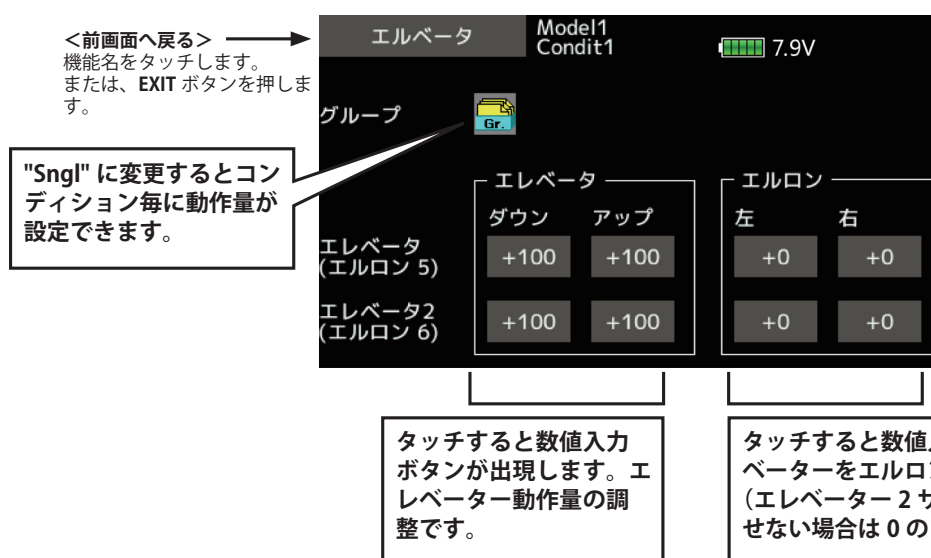 ＜前画面へ戻る＞
機能名をタッチします。
または、EXIT ボタンを押しま
す。
エルベータ
Model1
Condit1
7.9V
グループ
Gr.
"Sngl" に変更するとコン
ディション毎に動作量が
設定できます。
エレベータ
エルロン
ダウン
アップ
左
右
エレベータ
(エルロン 5)
+100
+100
+0
+0
エレベータ2
(エルロン 6)
+100
+100
+0
+0
タッチすると数値入力
ボタンが出現します。エ
レベーター動作量の調
整です。
タッチすると数値
ベーターをエルロ
（エレベーター 2 サ
せない場合は 0 の